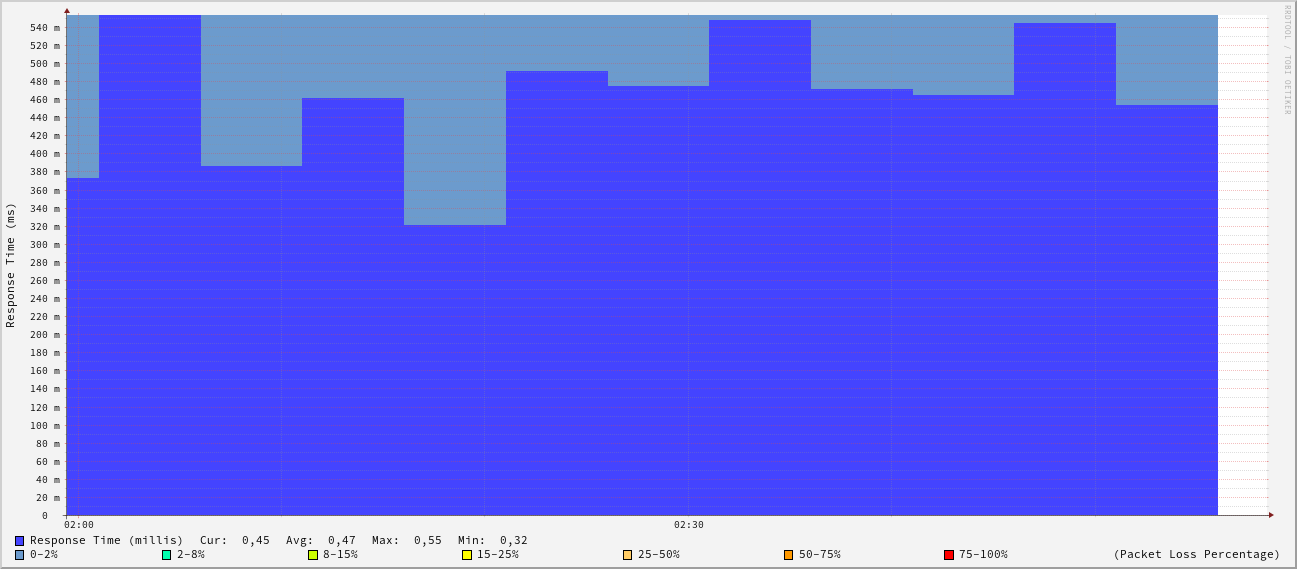 RRDTOOL / TOBI OETIKER
Response Time (ms)
540 m
520 m
500 m
480 m
460 m
440 m
420 m
400 m
380 m
360 m
340 m
320 m
300 m
280 m
260 m
240 m
220 m
200 m
180 m
160 m
140 m
120 m
100 m
80 m
60 m
40 m
20 m
0
02:00 02:30
Response Time (millis) Cur: 0,45 Avg: 0,47 Max: 0,55 Min: 0,32
0-2% 2-8% 8-15% 15-25% 25-50% 50-75% 75-100% (Packet Loss Percentage)